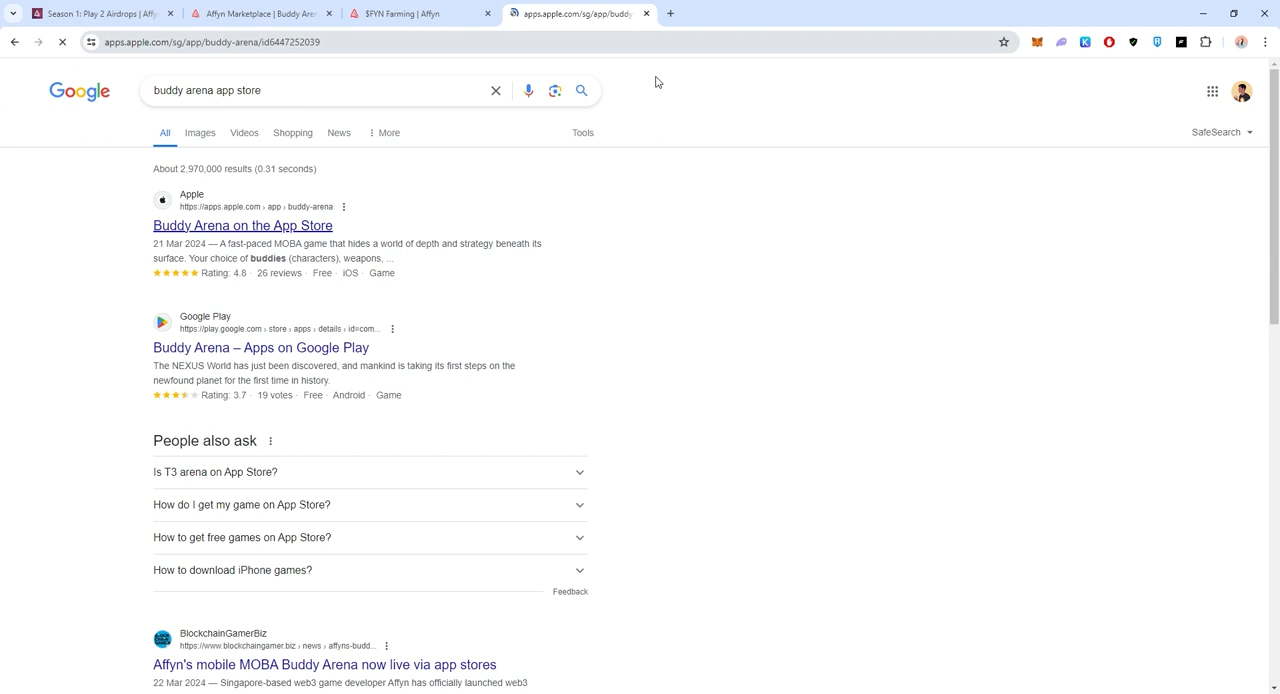 Season 1: Play 2 Airdrops | Aff
Affyn Marketplace | Buddy Aren
$FYN Farming | Affyn
apps.apple.com/sg/app/buddy-
apps.apple.com/sg/app/buddy-arena/id6447252039
Google
buddy arena app store
All
Images
Videos
Shopping
News
More
Tools
SafeSearch
About 2,970,000 results (0.31 seconds)
Apple
https://apps.apple.com › app › buddy-arena
Buddy Arena on the App Store
21 Mar 2024 — A fast-paced MOBA game that hides a world of depth and strategy beneath its
surface. Your choice of buddies (characters), weapons, ...
Rating: 4.8 · 26 reviews · Free · iOS · Game
Google Play
https://play.google.com › store › apps › details › id=com...
Buddy Arena – Apps on Google Play
The NEXUS World has just been discovered, and mankind is taking its first steps on the
newfound planet for the first time in history.
Rating: 3.7 · 19 votes · Free · Android · Game
People also ask
Is T3 arena on App Store?
How do I get my game on App Store?
How to get free games on App Store?
How to download iPhone games?
Feedback
BlockchainGamerBiz
https://www.blockchaingamer.biz › news › affyns-budd...
Affyn's mobile MOBA Buddy Arena now live via app stores
22 Mar 2024 — Singapore-based web3 game developer Affyn has officially launched web3